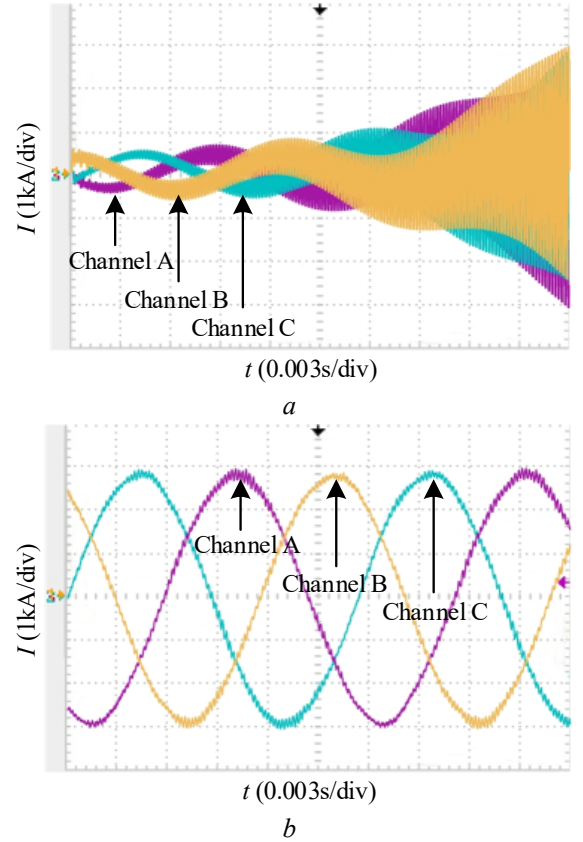 I (1kA/div)
Channel A
Channel B
Channel C
t (0.003s/div)
a
I (1kA/div)
Channel A
Channel B
Channel C
t (0.003s/div)
b